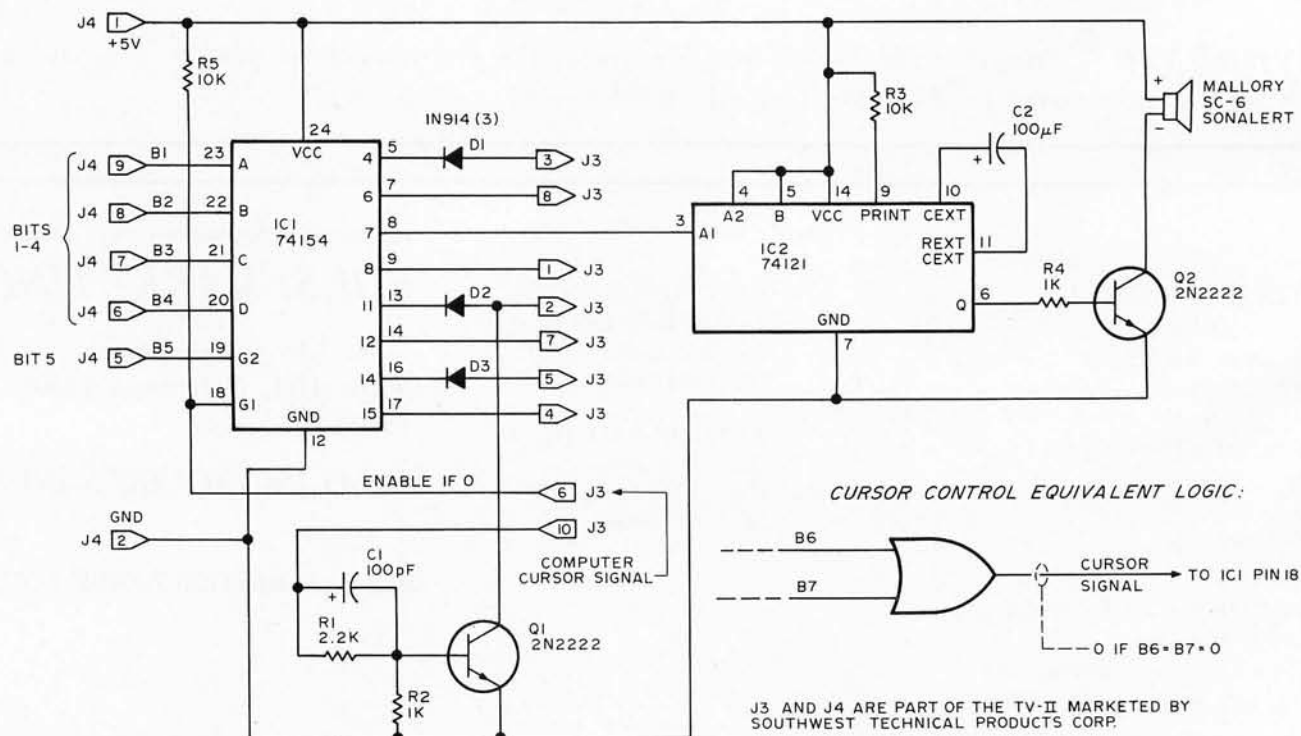 J4 1
+5V
R5
10K
24
VCC
1N914 (3)
BITS
1-4
J4 9 B1 23 A
J4 8 B2 22 B
J4 7 B3 21 C
J4 6 B4 20 D
BIT 5 J4 5 B5 19 G2
18 G1
IC1
74154
GND
12
4 5 D1 3 J3
6 7 8 J3
7 8
8 9 1 J3
11 13 D2 2 J3
12 14 7 J3
14 16 D3 5 J3
15 17 4 J3
R3
10K
C2
100µF
+
4 5 14 9 10
3 A1
A2 B VCC PRINT CEXT
IC2
74121
REXT
CEXT
11
Q 6
GND
7
R4
1K
Q2
2N2222
+
-
MALLORY
SC-6
SONALERT
ENABLE IF 0
6 J3
10 J3
COMPUTER
CURSOR SIGNAL
GND
J4 2
C1
100pF
+
R1
2.2K
Q1
2N2222
R2
1K
CURSOR CONTROL EQUIVALENT LOGIC:
B6
B7
CURSOR
SIGNAL
TO IC1 PIN 18
0 IF B6=B7=0
J3 AND J4 ARE PART OF THE TV-II MARKETED BY
SOUTHWEST TECHNICAL PRODUCTS CORP.